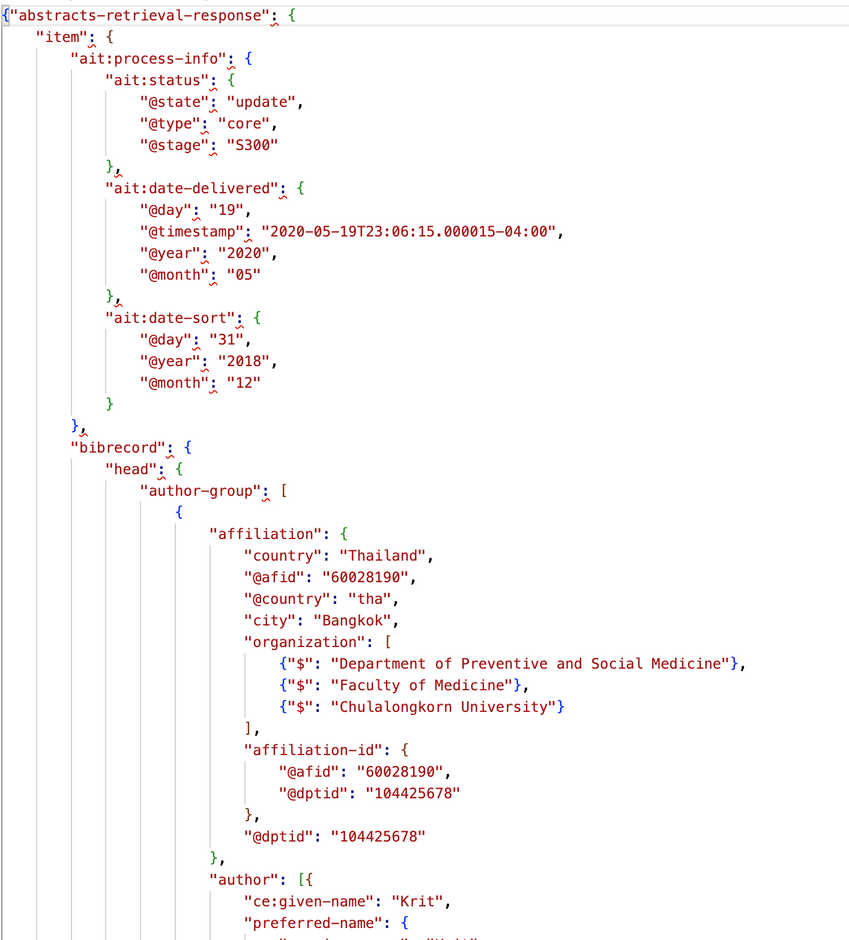 {"abstracts-retrieval-response": {
    "item": {
        "ait:process-info": {
            "ait:status": {
                "@state": "update",
                "@type": "core",
                "@stage": "S300"
            },
            "ait:date-delivered": {
                "@day": "19",
                "@timestamp": "2020-05-19T23:06:15.000015-04:00",
                "@year": "2020",
                "@month": "05"
            },
            "ait:date-sort": {
                "@day": "31",
                "@year": "2018",
                "@month": "12"
            }
        },
        "bibrecord": {
            "head": {
                "author-group": [
                    {
                        "affiliation": {
                            "country": "Thailand",
                            "@afid": "60028190",
                            "@country": "tha",
                            "city": "Bangkok",
                            "organization": [
                                {"$": "Department of Preventive and Social Medicine"},
                                {"$": "Faculty of Medicine"},
                                {"$": "Chulalongkorn University"}
                            ],
                            "affiliation-id": {
                                "@afid": "60028190",
                                "@dptid": "104425678"
                            },
                            "@dptid": "104425678"
                        },
                        "author": [{
                            "ce:given-name": "Krit",
                            "preferred-name": {